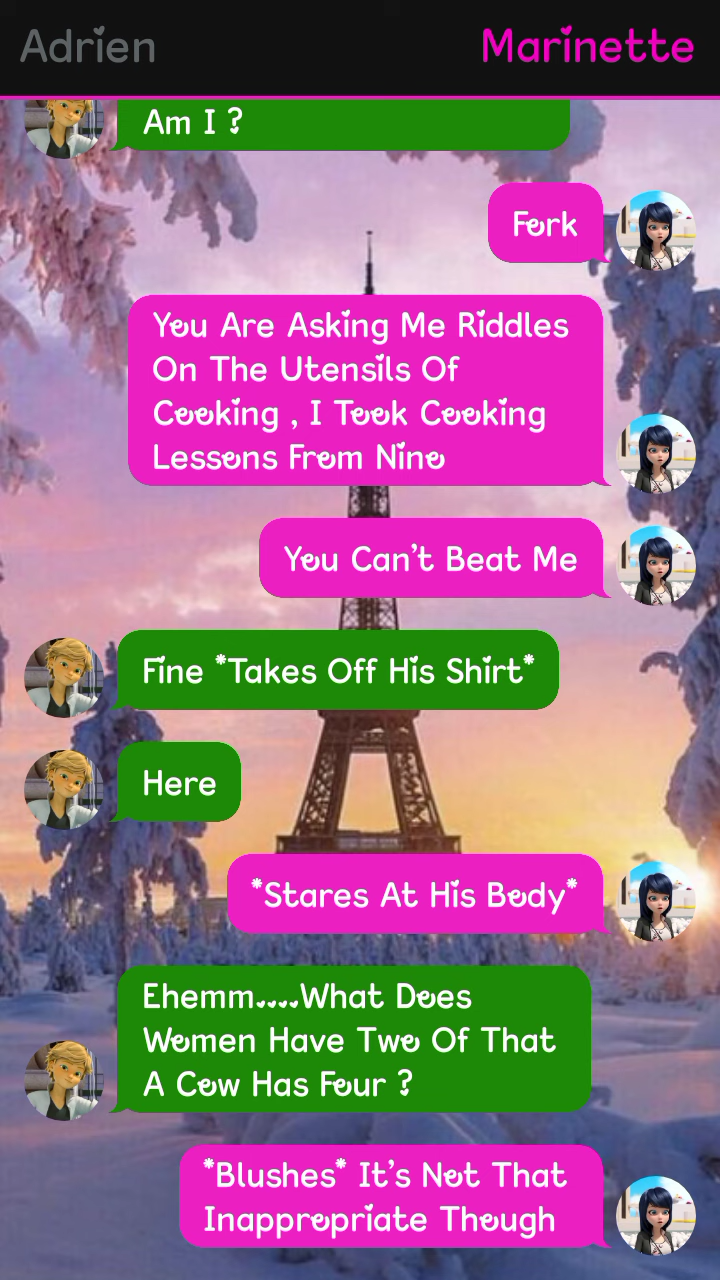 Adrien
Marinette
Am I ?
Fork
You Are Asking Me Riddles
On The Utensils Of
Cooking , I Took Cooking
Lessons From Nino
You Can't Beat Me
Fine *Takes Off His Shirt*
Here
*Stares At His Body*
Ehemm....What Does
Women Have Two Of That
A Cow Has Four ?
*Blushes* It's Not That
Inappropriate Though